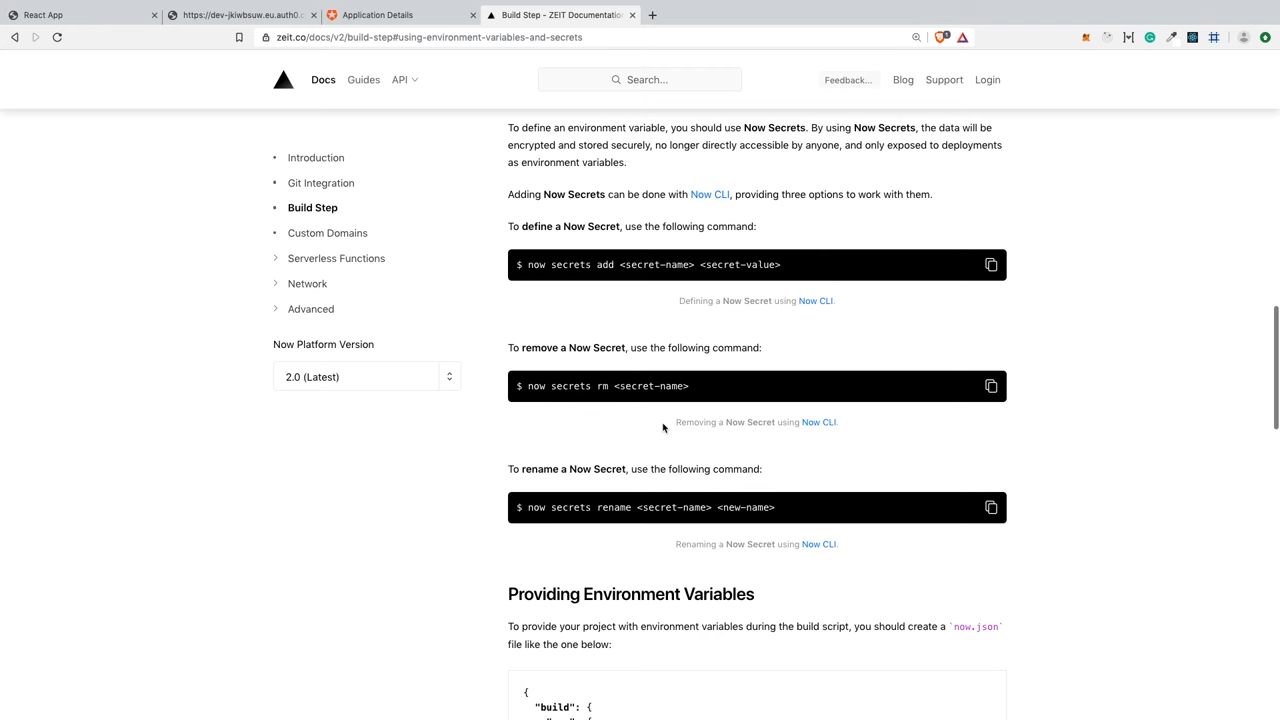 React App
https://dev-jkiwbsuw.eu.auth0.c
Application Details
Build Step - ZEIT Documentation
zeit.co/docs/v2/build-step#using-environment-variables-and-secrets
1
Docs
Guides
API
Search...
Feedback...
Blog
Support
Login
To define an environment variable, you should use Now Secrets. By using Now Secrets, the data will be
encrypted and stored securely, no longer directly accessible by anyone, and only exposed to deployments
as environment variables.
Introduction
Git Integration
Build Step
Custom Domains
Serverless Functions
Network
Advanced
Now Platform Version
2.0 (Latest)
Adding Now Secrets can be done with Now CLI, providing three options to work with them.
To define a Now Secret, use the following command:
$ now secrets add <secret-name> <secret-value>
Defining a Now Secret using Now CLI.
To remove a Now Secret, use the following command:
$ now secrets rm <secret-name>
Removing a Now Secret using Now CLI.
To rename a Now Secret, use the following command:
$ now secrets rename <secret-name> <new-name>
Renaming a Now Secret using Now CLI.
Providing Environment Variables
To provide your project with environment variables during the build script, you should create a `now.json`
file like the one below:
{
"build": {